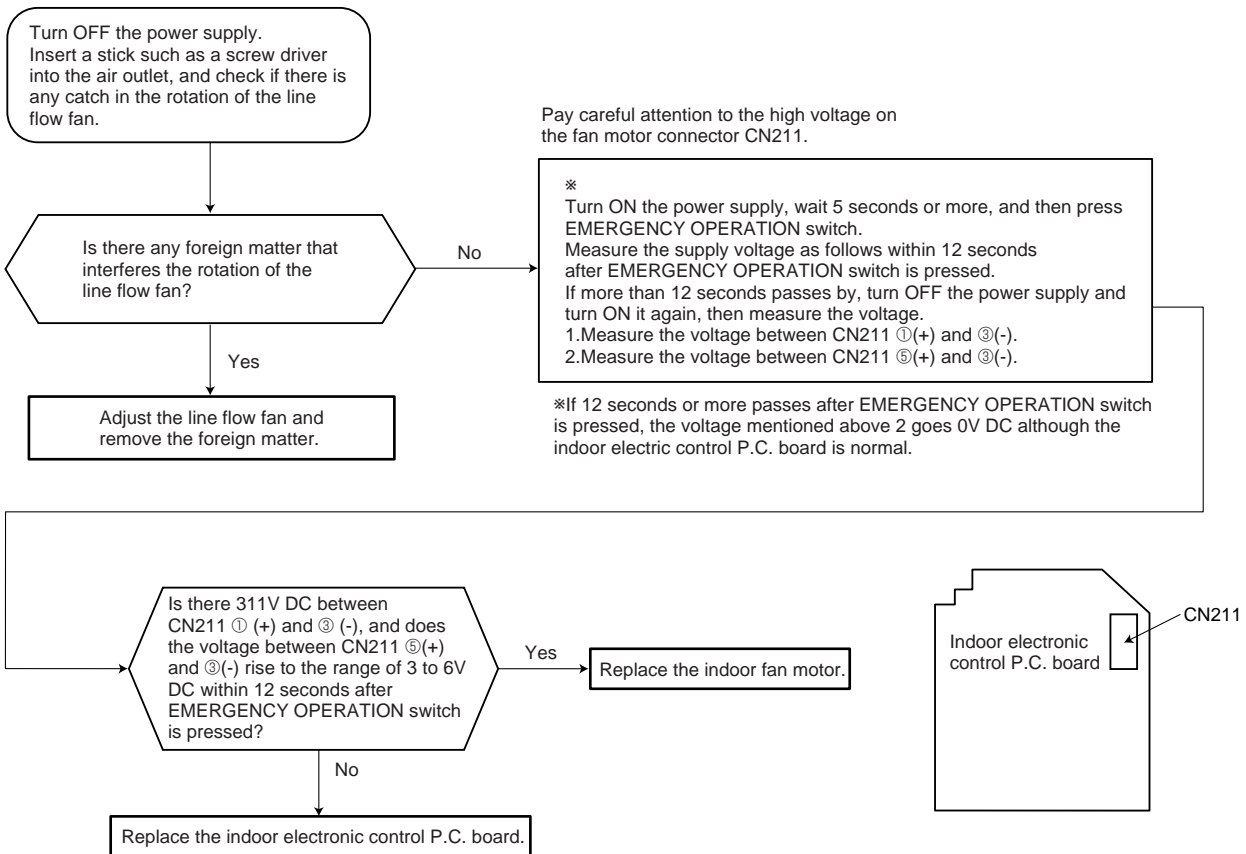 Turn OFF the power supply.
Insert a stick such as a screw driver
into the air outlet, and check if there is
any catch in the rotation of the line
flow fan.
Is there any foreign matter that
interferes the rotation of the
line flow fan?
No
Yes
Adjust the line flow fan and
remove the foreign matter.
Pay careful attention to the high voltage on
the fan motor connector CN211.
※
Turn ON the power supply, wait 5 seconds or more, and then press
EMERGENCY OPERATION switch.
Measure the supply voltage as follows within 12 seconds
after EMERGENCY OPERATION switch is pressed.
If more than 12 seconds passes by, turn OFF the power supply and
turn ON it again, then measure the voltage.
1.Measure the voltage between CN211 ①(+) and ③(-).
2.Measure the voltage between CN211 ⑤(+) and ③(-).
※If 12 seconds or more passes after EMERGENCY OPERATION switch
is pressed, the voltage mentioned above 2 goes 0V DC although the
indoor electric control P.C. board is normal.
Is there 311V DC between
CN211 ① (+) and ③ (-), and does
the voltage between CN211 ⑤(+)
and ③(-) rise to the range of 3 to 6V
DC within 12 seconds after
EMERGENCY OPERATION switch
is pressed?
Yes
Replace the indoor fan motor.
No
Replace the indoor electronic control P.C. board.
CN211
Indoor electronic
control P.C. board